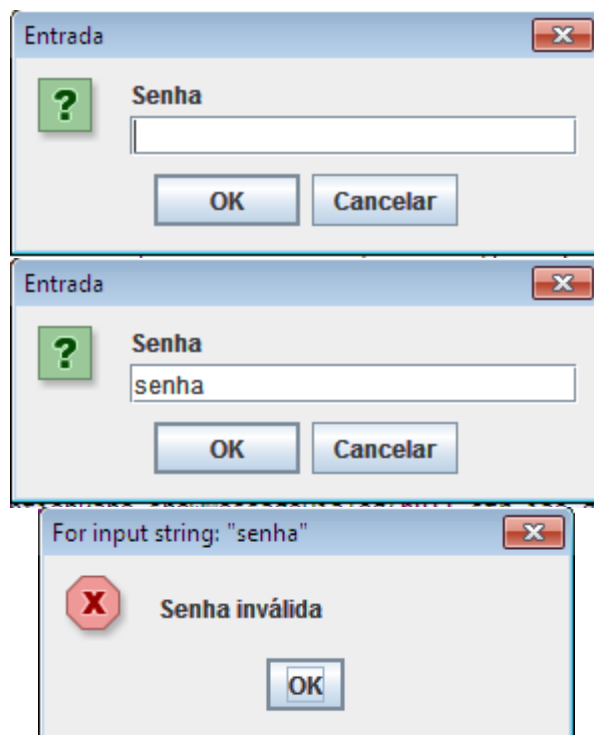 Entrada
Senha
OK Cancelar
Entrada
Senha
senha
OK Cancelar
For input string: "senha"
Senha inválida
OK